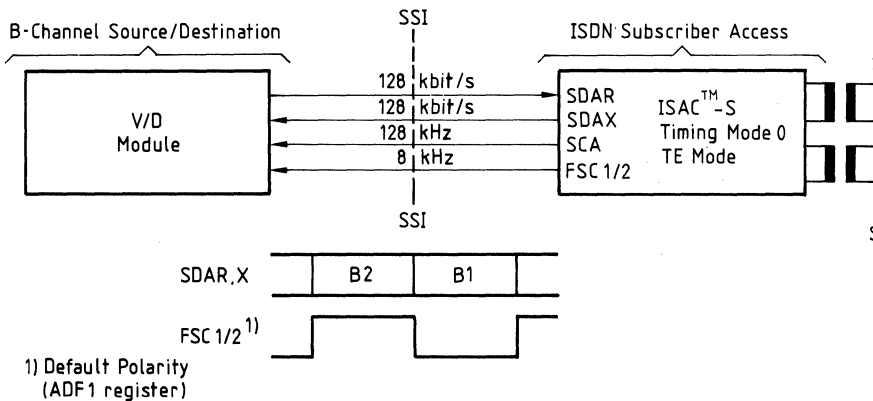 SSI
B-Channel Source/Destination
ISDN Subscriber Access
128 kbit/s
128 kbit/s
128 kHz
8 kHz
V/D
Module
SDAR
SDAX
SCA
FSC 1/2
ISAC™-S
Timing Mode 0
TE Mode
SSI
S
SDAR,X
B2
B1
FSC 1/2 1)
1) Default Polarity
(ADF1 register)